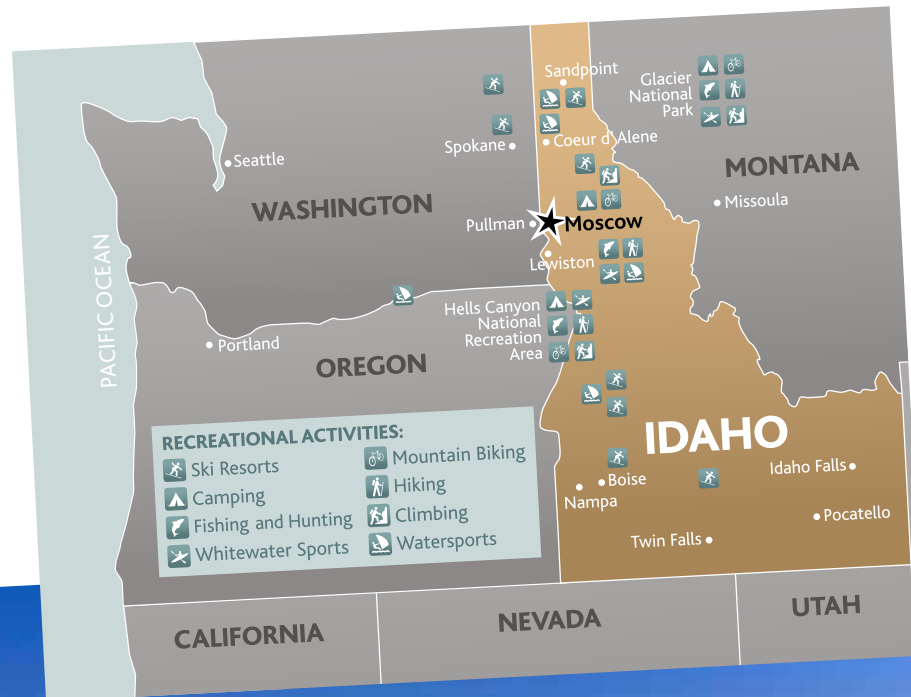 Sandpoint
Glacier
National
Park
Spokane
Coeur d'Alene
Seattle
MONTANA
WASHINGTON
Missoula
Pullman
Moscow
Lewiston
PACIFIC OCEAN
Hells Canyon
National
Recreation
Area
Portland
OREGON
IDAHO
RECREATIONAL ACTIVITIES:
Ski Resorts
Camping
Fishing and Hunting
Whitewater Sports
Mountain Biking
Hiking
Climbing
Watersports
Boise
Nampa
Idaho Falls
Pocatello
Twin Falls
CALIFORNIA
NEVADA
UTAH